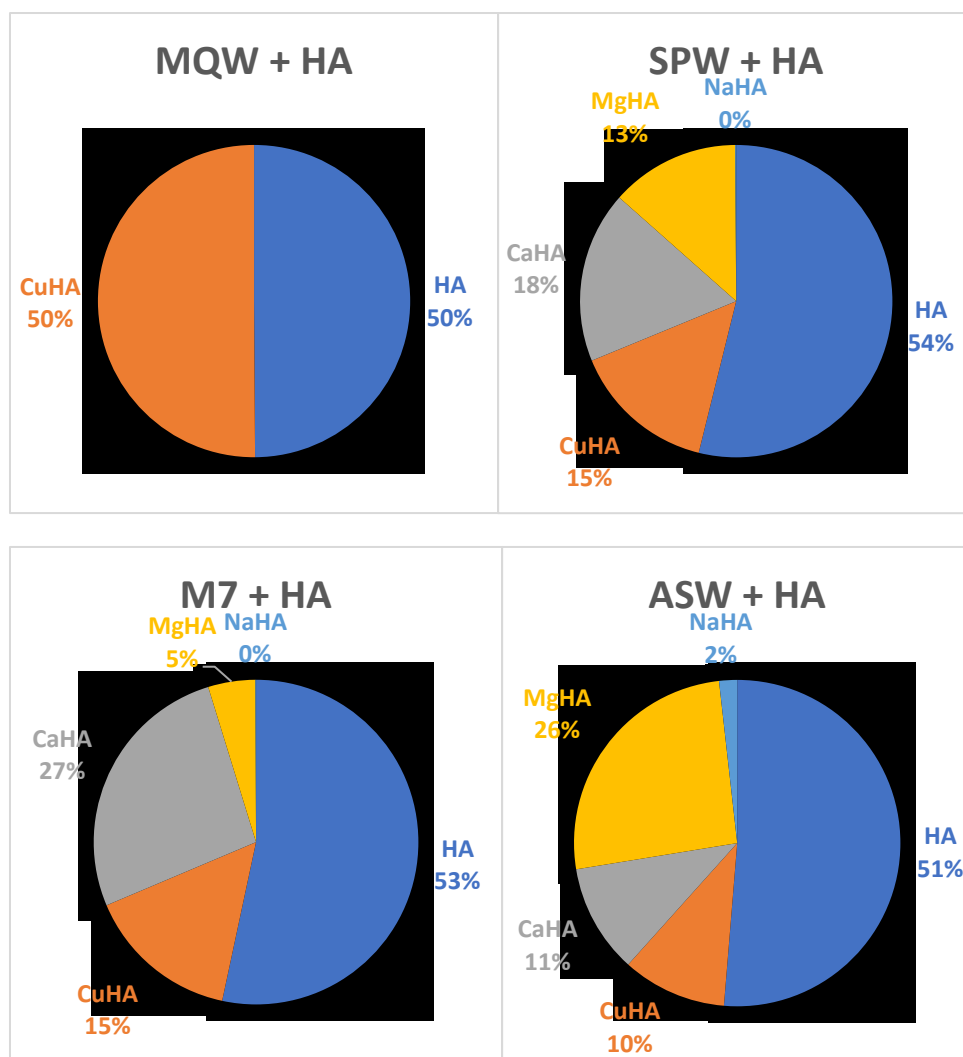 MQW + HA
CuHA
50%
HA
50%
SPW + HA
NaHA
0%
MgHA
13%
CaHA
18%
HA
54%
CuHA
15%
M7 + HA
MgHA
5%
NaHA
0%
CaHA
27%
HA
53%
CuHA
15%
ASW + HA
NaHA
2%
MgHA
26%
HA
51%
CaHA
11%
CuHA
10%